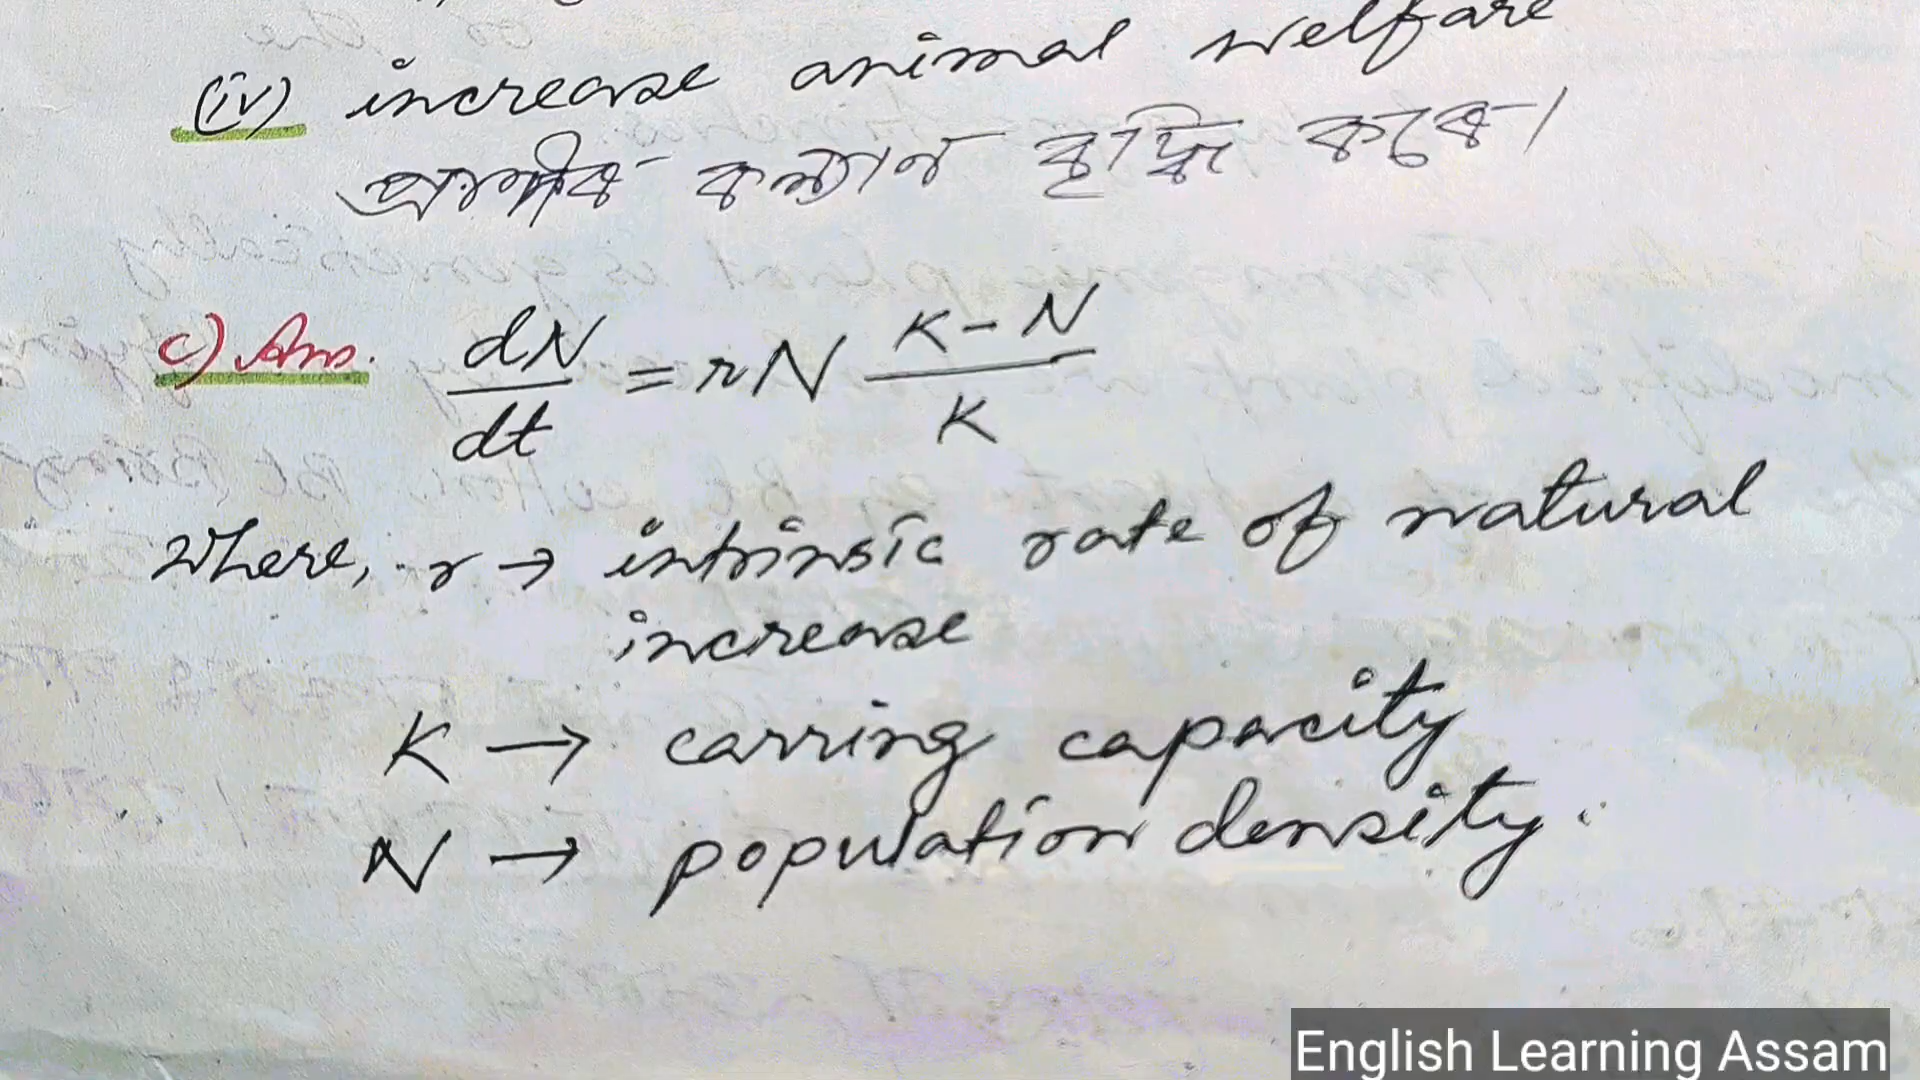 (iv) increase animal welfare
প্ৰাণীৰ কল্যান বৃদ্ধি কৰে।
c) Ans. dN/dt = rN K-N/K
Where, r → intrinsic rate of natural
increase
K → carring capacity
N → population density.
English Learning Assam